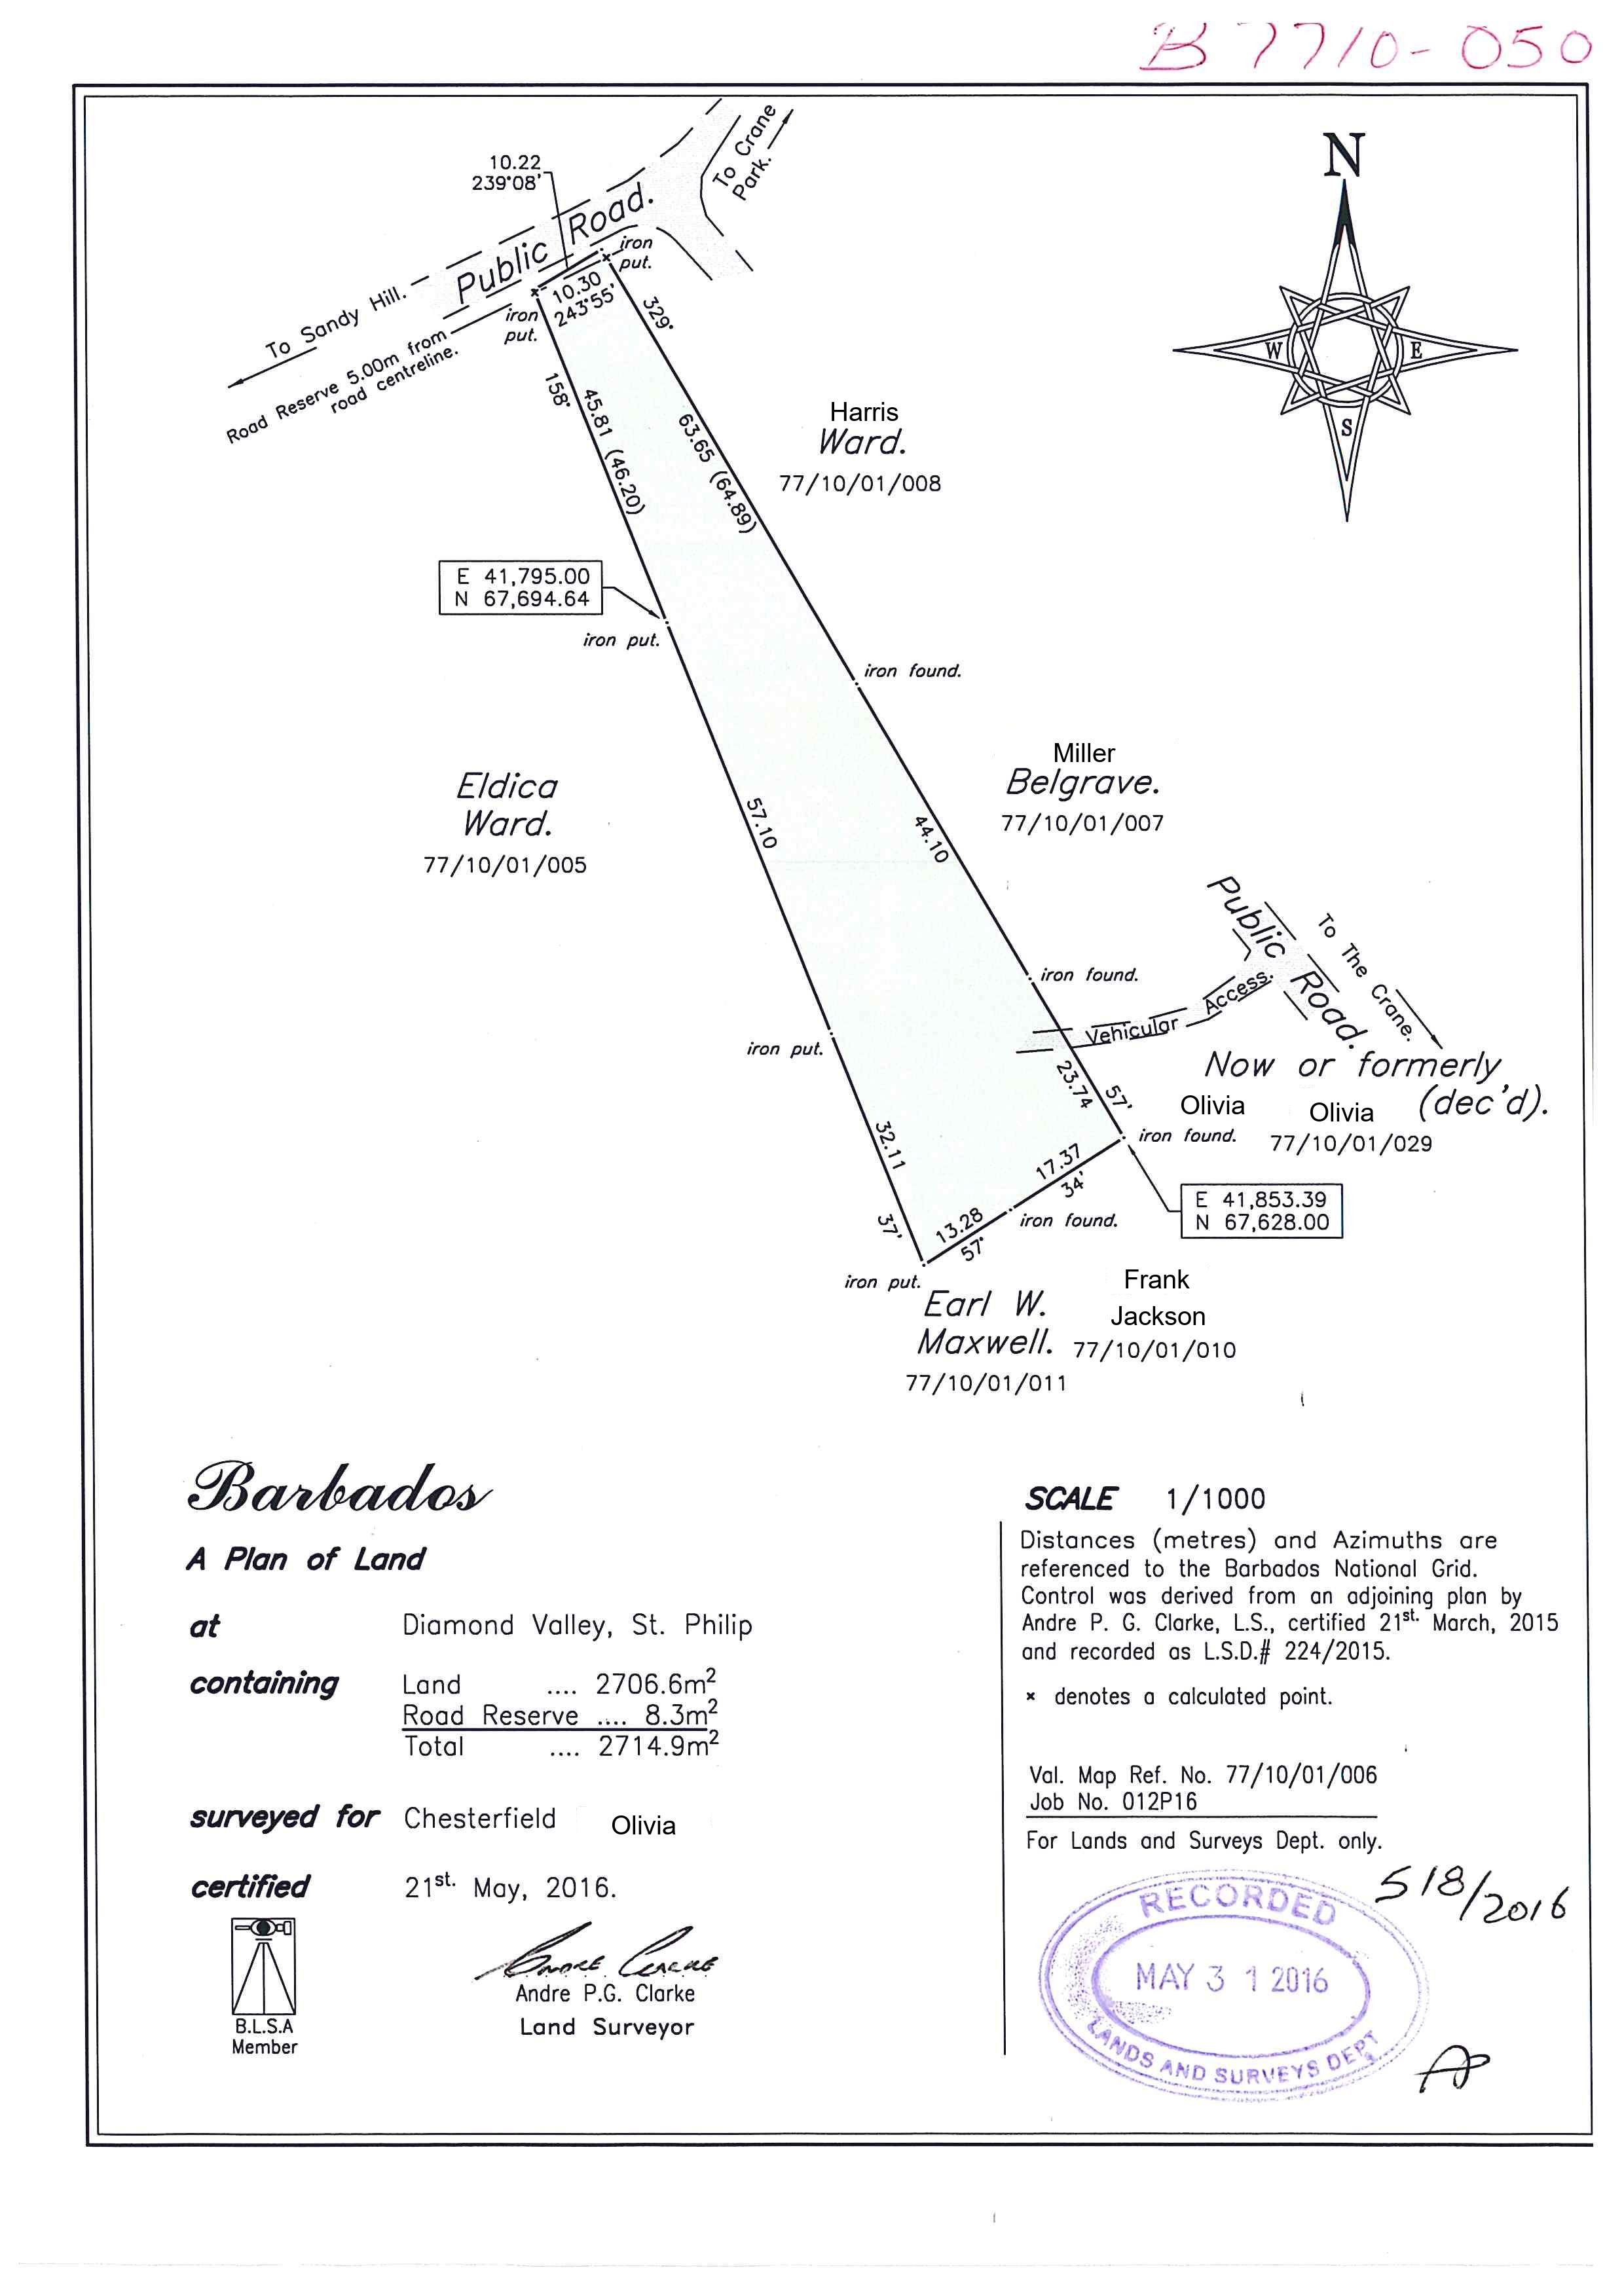 B 7710-050
N
W
E
S
10.22
239°08'
To Crane
Park.
Public Road.
iron
put.
10.30
243°55'
iron
put.
To Sandy Hill.
Road Reserve 5.00m from
road centreline.
329°
158°
45.81 (46.20)
63.65 (64.89)
Harris
Ward.
77/10/01/008
E 41,795.00
N 67,694.64
iron put.
iron found.
Miller
Belgrave.
77/10/01/007
Eldica
Ward.
77/10/01/005
57.10
44.10
Public Road.
To The Crane.
iron found.
Vehicular Access.
iron put.
23.74
57'
Now or formerly
Olivia Olivia (dec'd).
77/10/01/029
iron found.
32.11
37'
17.37
34'
13.28
57°
iron found.
E 41,853.39
N 67,628.00
iron put.
Earl W.
Maxwell.
77/10/01/011
Frank
Jackson
77/10/01/010
Barbados
A Plan of Land
at Diamond Valley, St. Philip
containing Land .... 2706.6m²
Road Reserve .... 8.3m²
Total .... 2714.9m²
surveyed for Chesterfield Olivia
certified 21st. May, 2016.
B.L.S.A
Member
Andre Clarke
Andre P.G. Clarke
Land Surveyor
SCALE 1/1000
Distances (metres) and Azimuths are
referenced to the Barbados National Grid.
Control was derived from an adjoining plan by
Andre P. G. Clarke, L.S., certified 21st. March, 2015
and recorded as L.S.D.# 224/2015.
× denotes a calculated point.
Val. Map Ref. No. 77/10/01/006
Job No. 012P16
For Lands and Surveys Dept. only.
518/2016
RECORDED
MAY 31 2016
LANDS AND SURVEYS DEPT